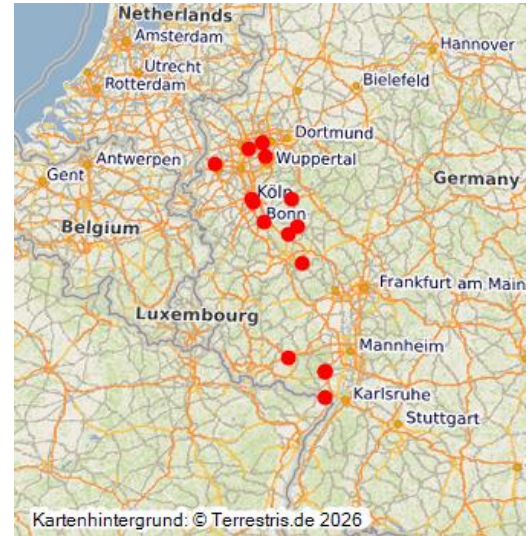 Netherlands
Amsterdam
Hannover
Utrecht
Bielefeld
Rotterdam
Dortmund
Antwerpen
Wuppertal
Gent
Germany
Köln
Belgium
Bonn
Frankfurt am Main
Luxembourg
Mannheim
Karlsruhe
Stuttgart
Kartenhintergrund: © Terrestris.de 2026